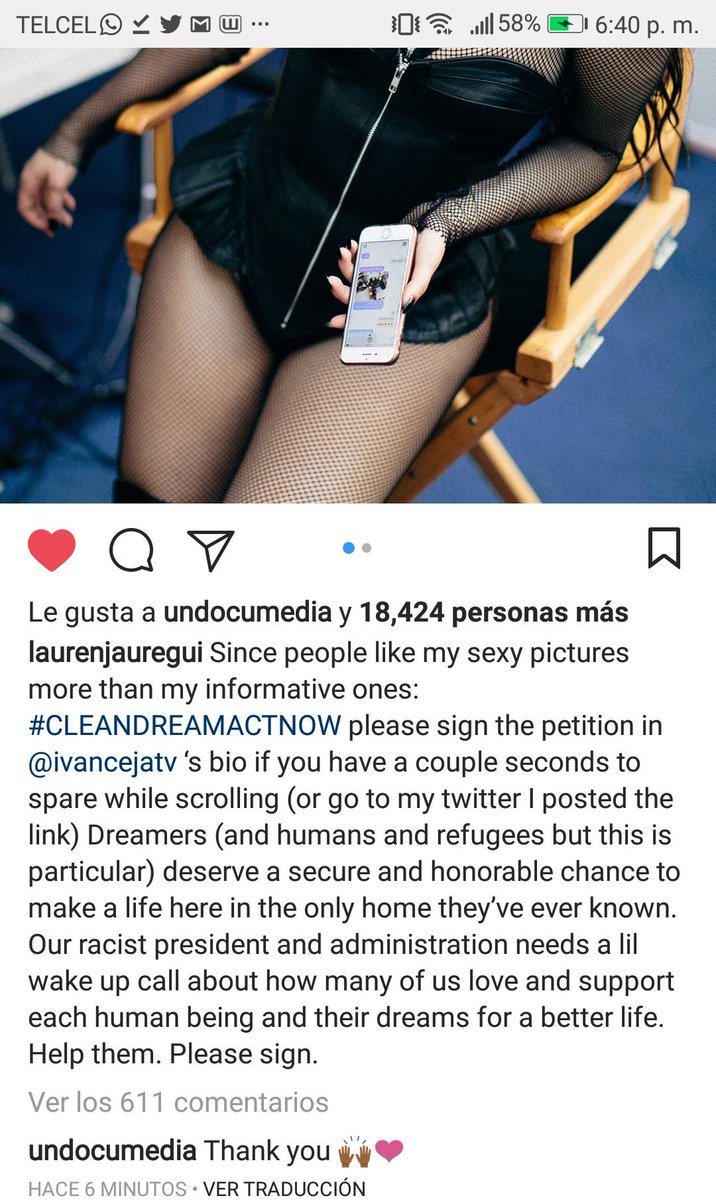 TELCEL ... 58% 6:40 p. m.
Le gusta a undocumedia y 18,424 personas más
laurenjauregui Since people like my sexy pictures
more than my informative ones:
#CLEANDREAMACTNOW please sign the petition in
@ivancejatv ‘s bio if you have a couple seconds to
spare while scrolling (or go to my twitter I posted the
link) Dreamers (and humans and refugees but this is
particular) deserve a secure and honorable chance to
make a life here in the only home they’ve ever known.
Our racist president and administration needs a lil
wake up call about how many of us love and support
each human being and their dreams for a better life.
Help them. Please sign.
Ver los 611 comentarios
undocumedia Thank you 🙌🏾💗
HACE 6 MINUTOS • VER TRADUCCIÓN